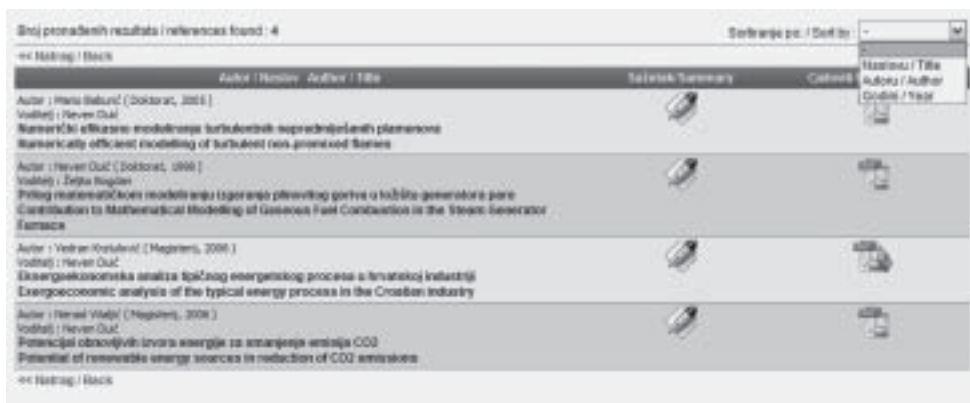 Broj pronađenih rezultata / references found : 4
Sortiranje po: / Sort by : -
-
Naslovu / Title
Autoru / Author
Godini / Year
<< Natrag / Back
Autor / Naslov Author / Title
Sažetak/Summary
Autor : Mario Baburić ( Doktorat, 2005 )
Voditelj : Neven Duić
Numerički efikasno modeliranje turbulentnih nepredmiješanih plamenova
Numerically efficient modelling of turbulent non-premixed flames
Autor : Neven Duić ( Doktorat, 1998 )
Voditelj : Željko Bogdan
Prilog matematičkom modeliranju izgaranja plinovitog goriva u ložištu generatora pare
Contribution to Mathematical Modelling of Gaseous Fuel Combustion in the Steam Generator
Furnace
Autor : Vedran ( Magisterij, 2006 )
Voditelj : Neven Duić
Eksergoekonomska analiza tipičnog energetskog procesa u hrvatskoj industriji
Exergoeconomic analysis of the typical energy process in the Croatian industry
Autor : Nenad ( Magisterij, 2006 )
Voditelj : Neven Duić
Potencijal obnovljivih izvora energije za smanjenje emisija CO2
Potential of renewable energy sources in reduction of CO2 emissions
<< Natrag / Back